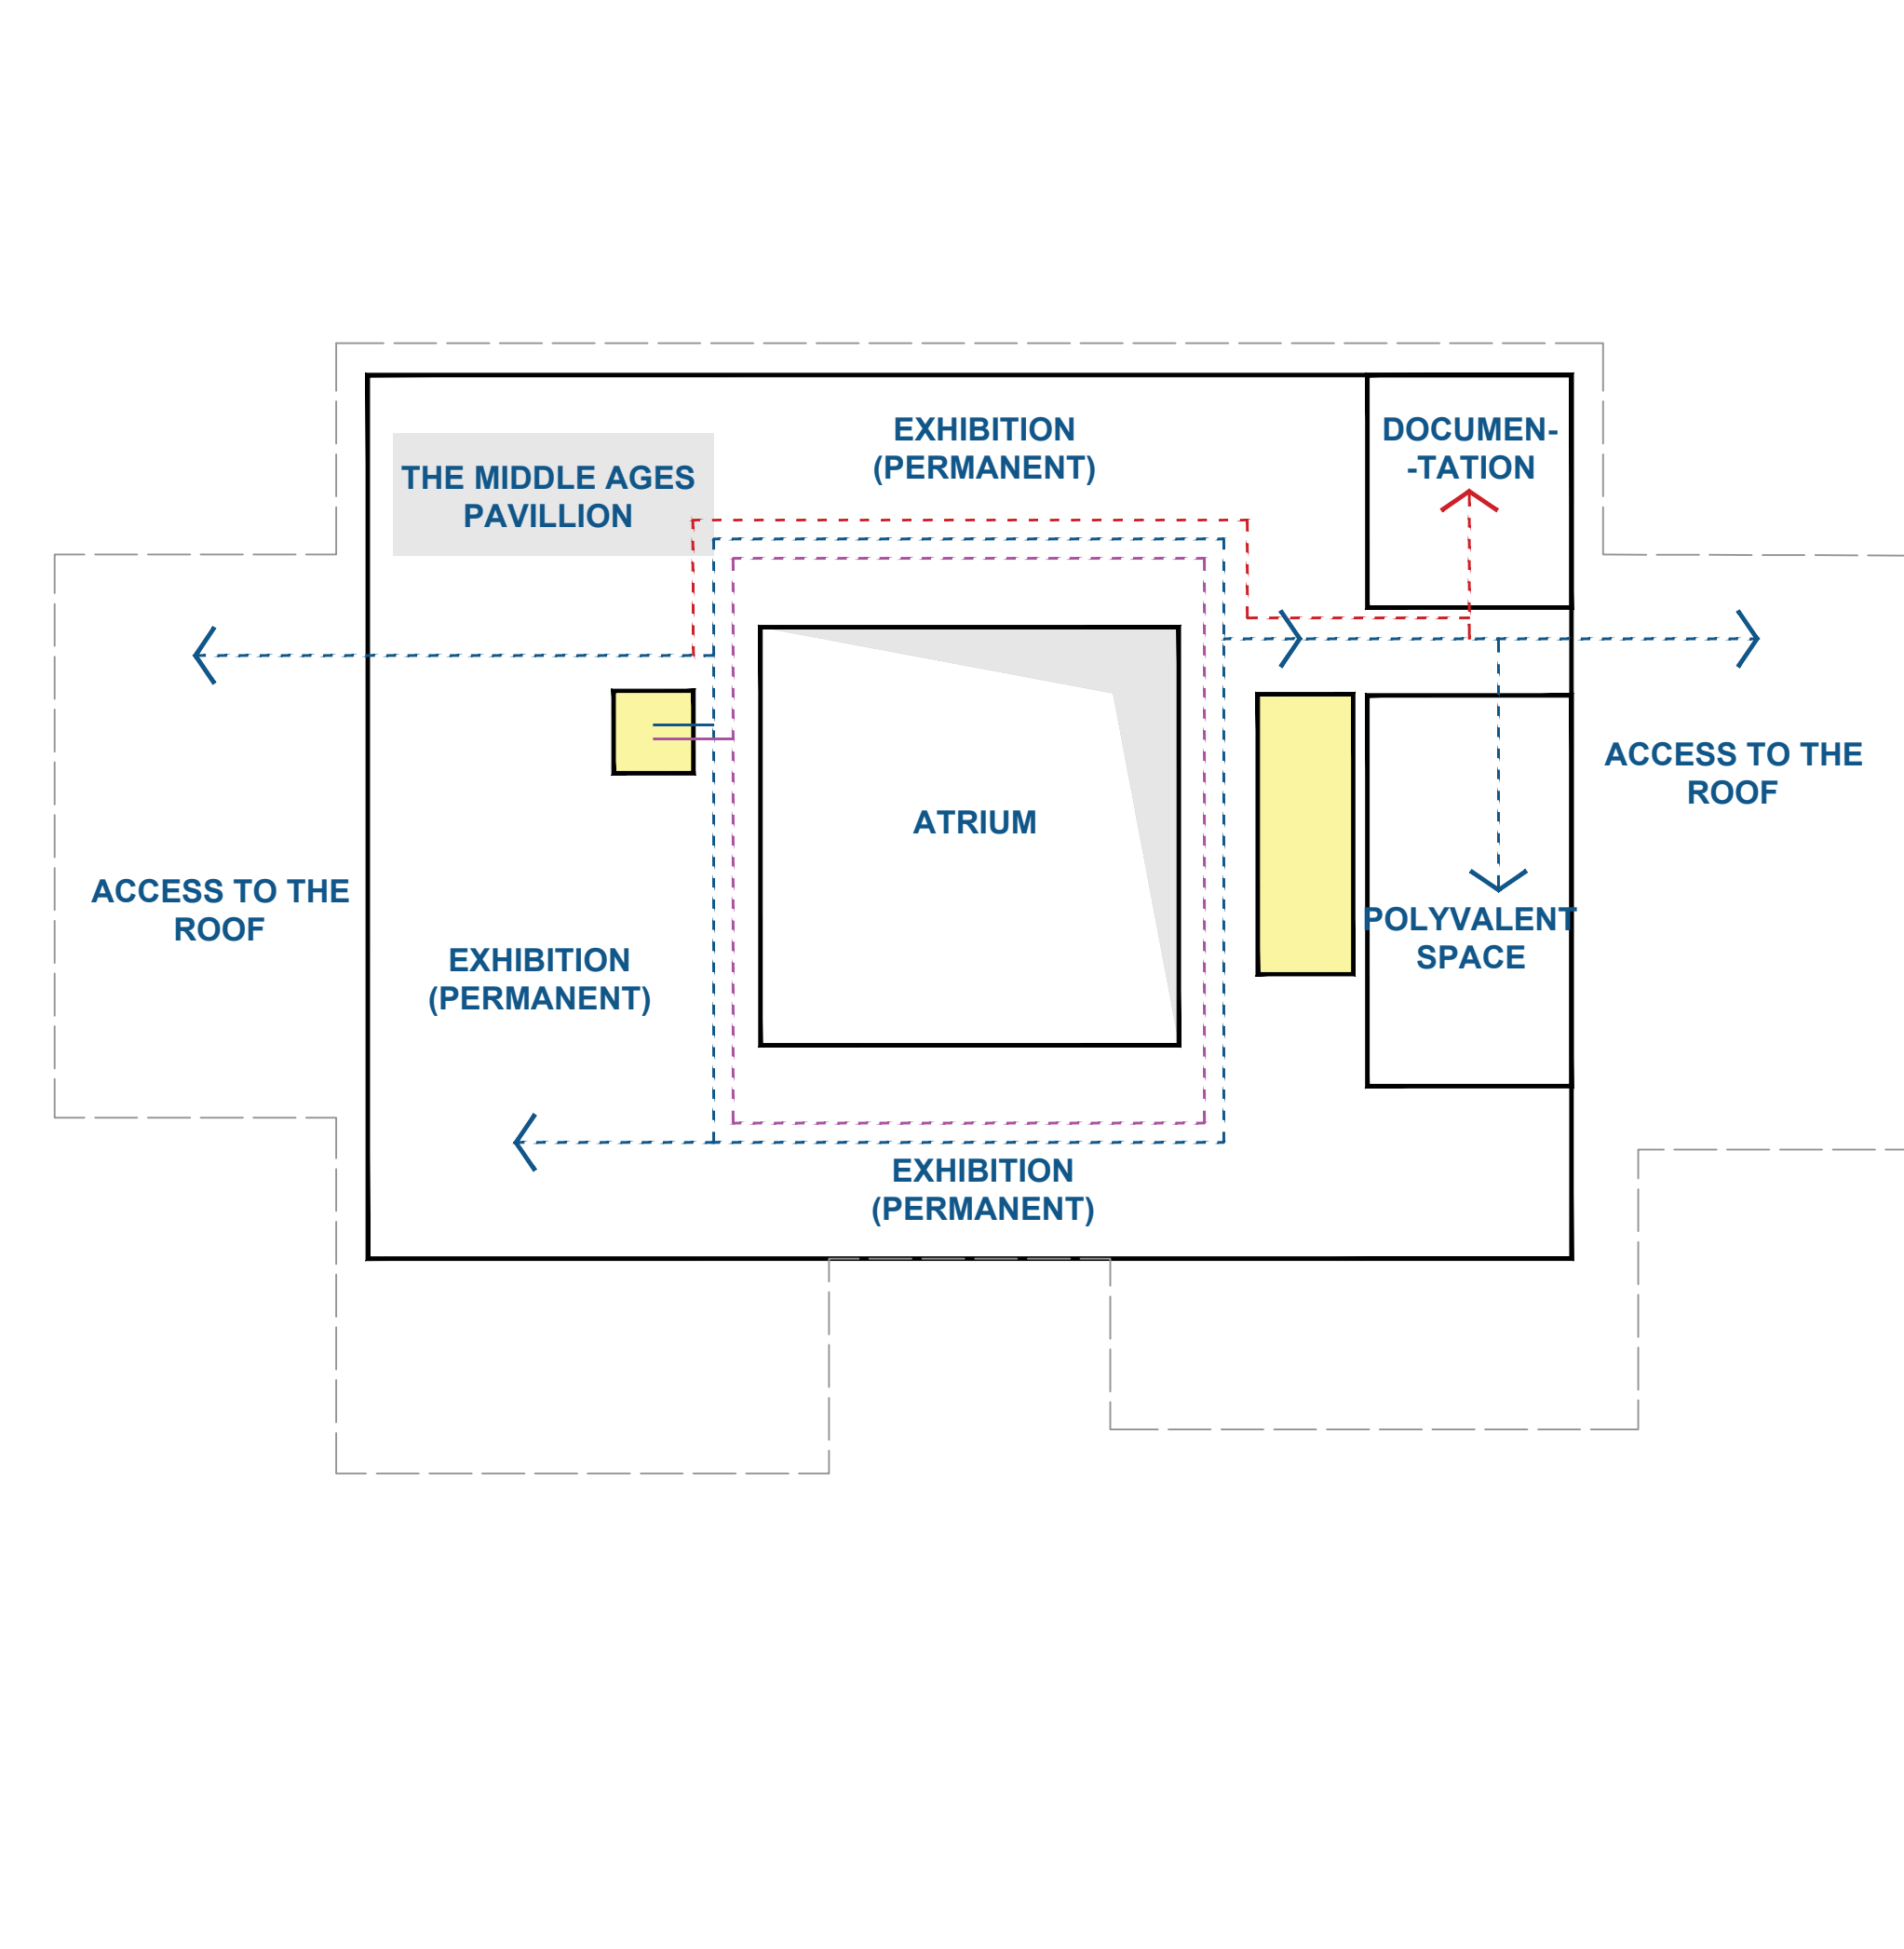 EXHIBITION
(PERMANENT)
DOCUMEN-
-TATION
THE MIDDLE AGES
PAVILLION
ACCESS TO THE
ROOF
ATRIUM
ACCESS TO THE
ROOF
POLYVALENT
SPACE
EXHIBITION
(PERMANENT)
EXHIBITION
(PERMANENT)